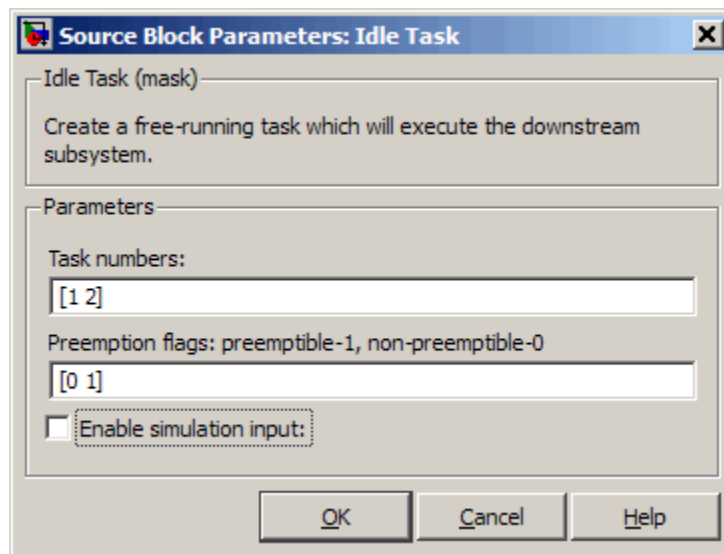 Source Block Parameters: Idle Task
Idle Task (mask)
Create a free-running task which will execute the downstream
subsystem.
Parameters
Task numbers:
[1 2]
Preemption flags: preemptible-1, non-preemptible-0
[0 1]
Enable simulation input:
OK Cancel Help